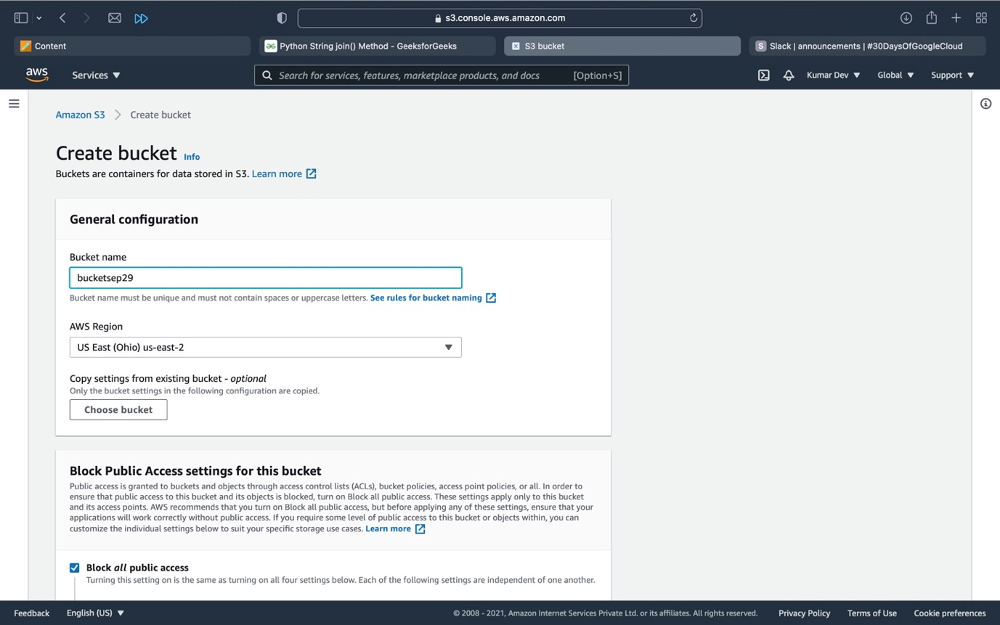 s3.console.aws.amazon.com
Content
Python String join() Method - GeeksforGeeks
S3 bucket
S Slack | announcements | #30DaysOfGoogleCloud
aws Services Search for services, features, marketplace products, and docs [Option+S] Kumar Dev Global Support
Amazon S3 Create bucket
Create bucket Info
Buckets are containers for data stored in S3. Learn more
General configuration
Bucket name
bucketsep29
Bucket name must be unique and must not contain spaces or uppercase letters. See rules for bucket naming
AWS Region
US East (Ohio) us-east-2
Copy settings from existing bucket - optional
Only the bucket settings in the following configuration are copied.
Choose bucket
Block Public Access settings for this bucket
Public access is granted to buckets and objects through access control lists (ACLs), bucket policies, access point policies, or all. In order to
ensure that public access to this bucket and its objects is blocked, turn on Block all public access. These settings apply only to this bucket
and its access points. AWS recommends that you turn on Block all public access, but before applying any of these settings, ensure that your
applications will work correctly without public access. If you require some level of public access to this bucket or objects within, you can
customize the individual settings below to suit your specific storage use cases. Learn more
Block all public access
Turning this setting on is the same as turning on all four settings below. Each of the following settings are independent of one another.
Feedback English (US) © 2008 - 2021, Amazon Internet Services Private Ltd. or its affiliates. All rights reserved. Privacy Policy Terms of Use Cookie preferences